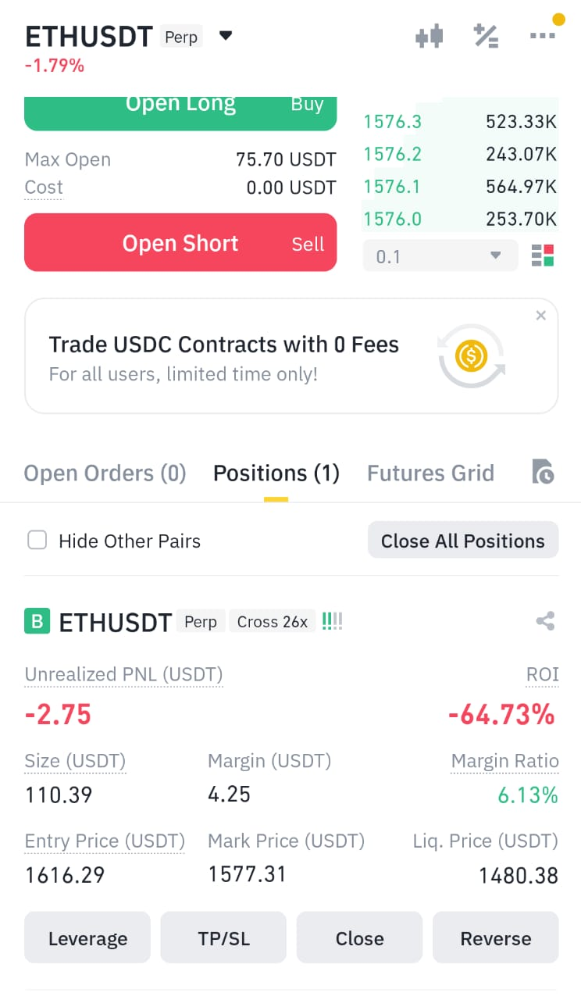 ETHUSDT Perp
-1.79%
Open Long Buy
Max Open 75.70 USDT
Cost 0.00 USDT
Open Short Sell
1576.3 523.33K
1576.2 243.07K
1576.1 564.97K
1576.0 253.70K
0.1
Trade USDC Contracts with 0 Fees
For all users, limited time only!
Open Orders (0) Positions (1) Futures Grid
Hide Other Pairs Close All Positions
B ETHUSDT Perp Cross 26x
Unrealized PNL (USDT) ROI
-2.75 -64.73%
Size (USDT) Margin (USDT) Margin Ratio
110.39 4.25 6.13%
Entry Price (USDT) Mark Price (USDT) Liq. Price (USDT)
1616.29 1577.31 1480.38
Leverage TP/SL Close Reverse